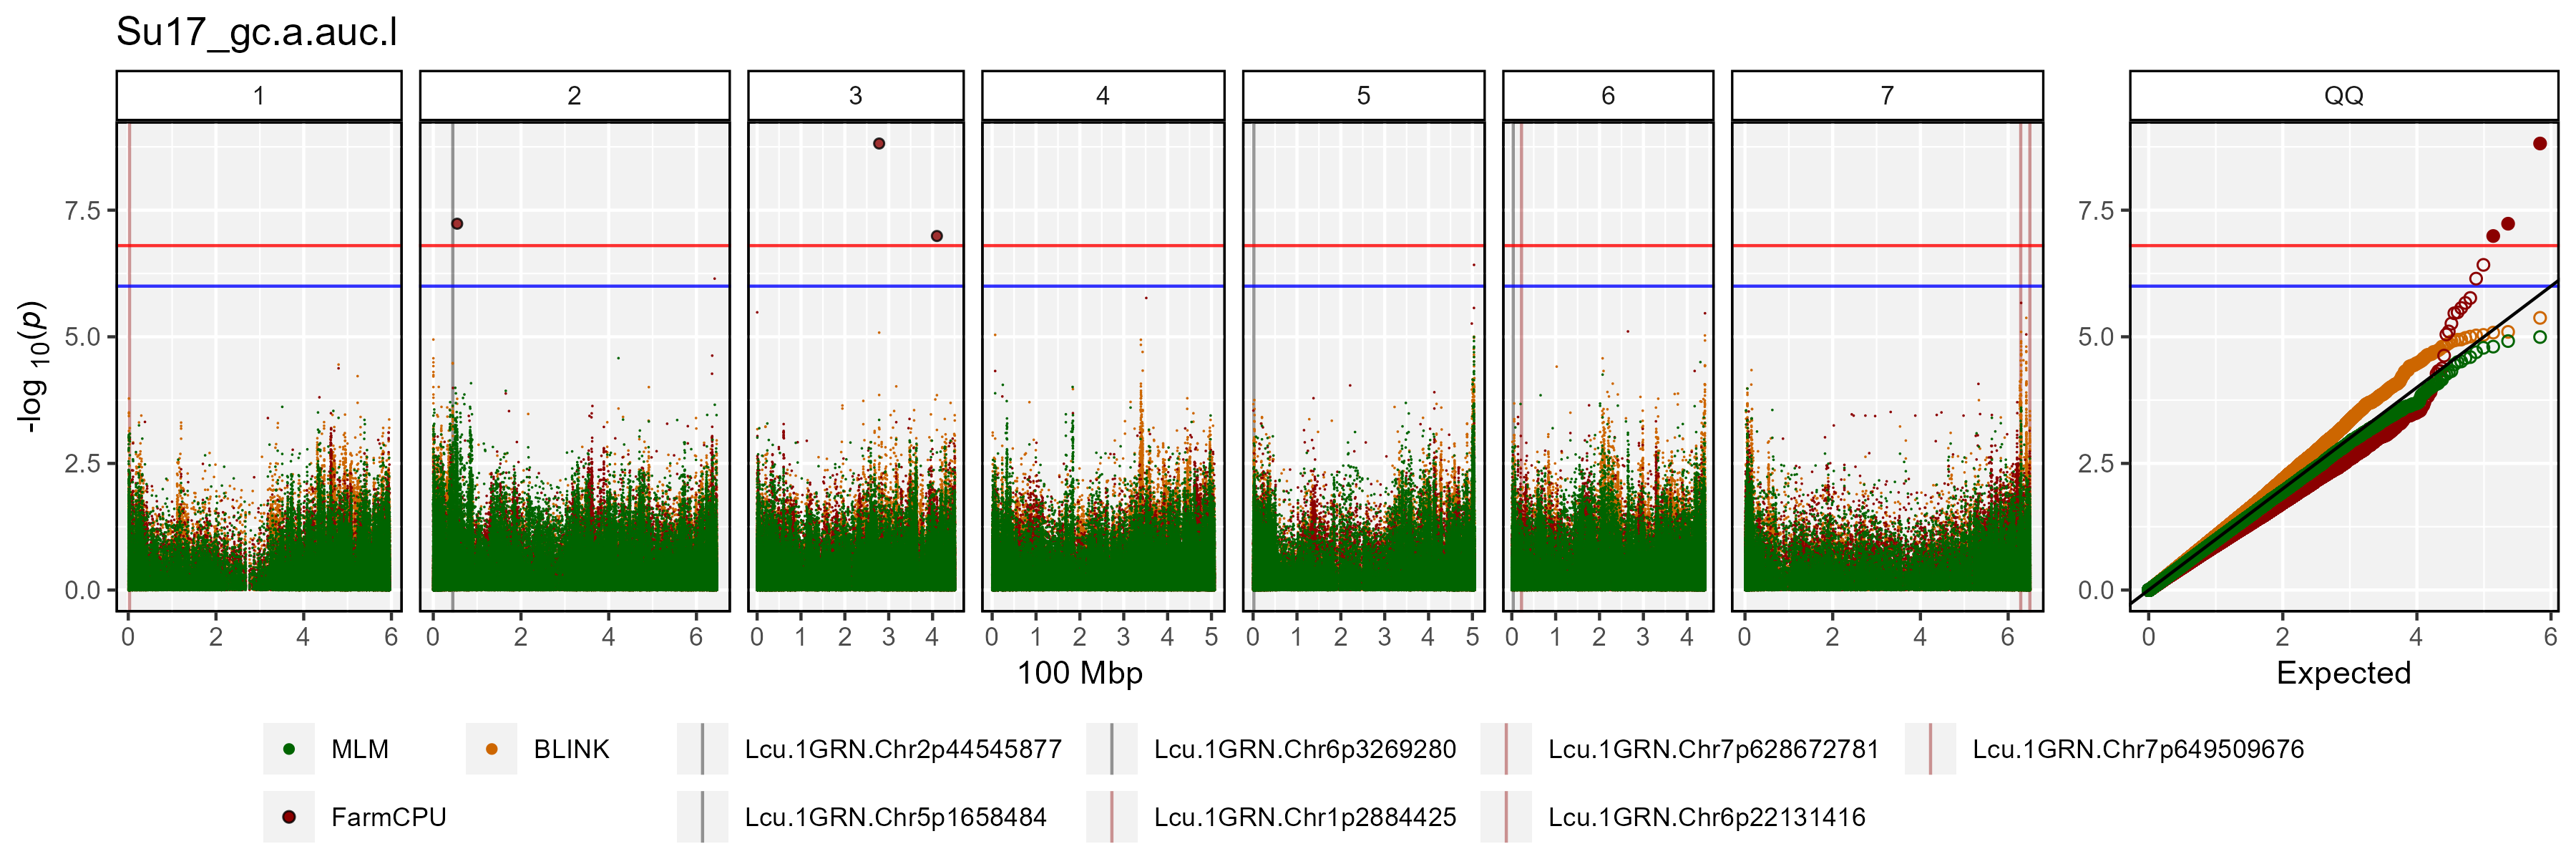 Su17_gc.a.auc.l
1 2 3 4 5 6 7 QQ
7.5 7.5
5.0 5.0
2.5 2.5
0.0 0.0
-log 10(p)
0 2 4 6 0 2 4 6 0 1 2 3 4 0 1 2 3 4 5 0 1 2 3 4 5 0 1 2 3 4 0 2 4 6 0 2 4 6
100 Mbp Expected
MLM BLINK Lcu.1GRN.Chr2p44545877 Lcu.1GRN.Chr6p3269280 Lcu.1GRN.Chr7p628672781 Lcu.1GRN.Chr7p649509676
FarmCPU Lcu.1GRN.Chr5p1658484 Lcu.1GRN.Chr1p2884425 Lcu.1GRN.Chr6p22131416